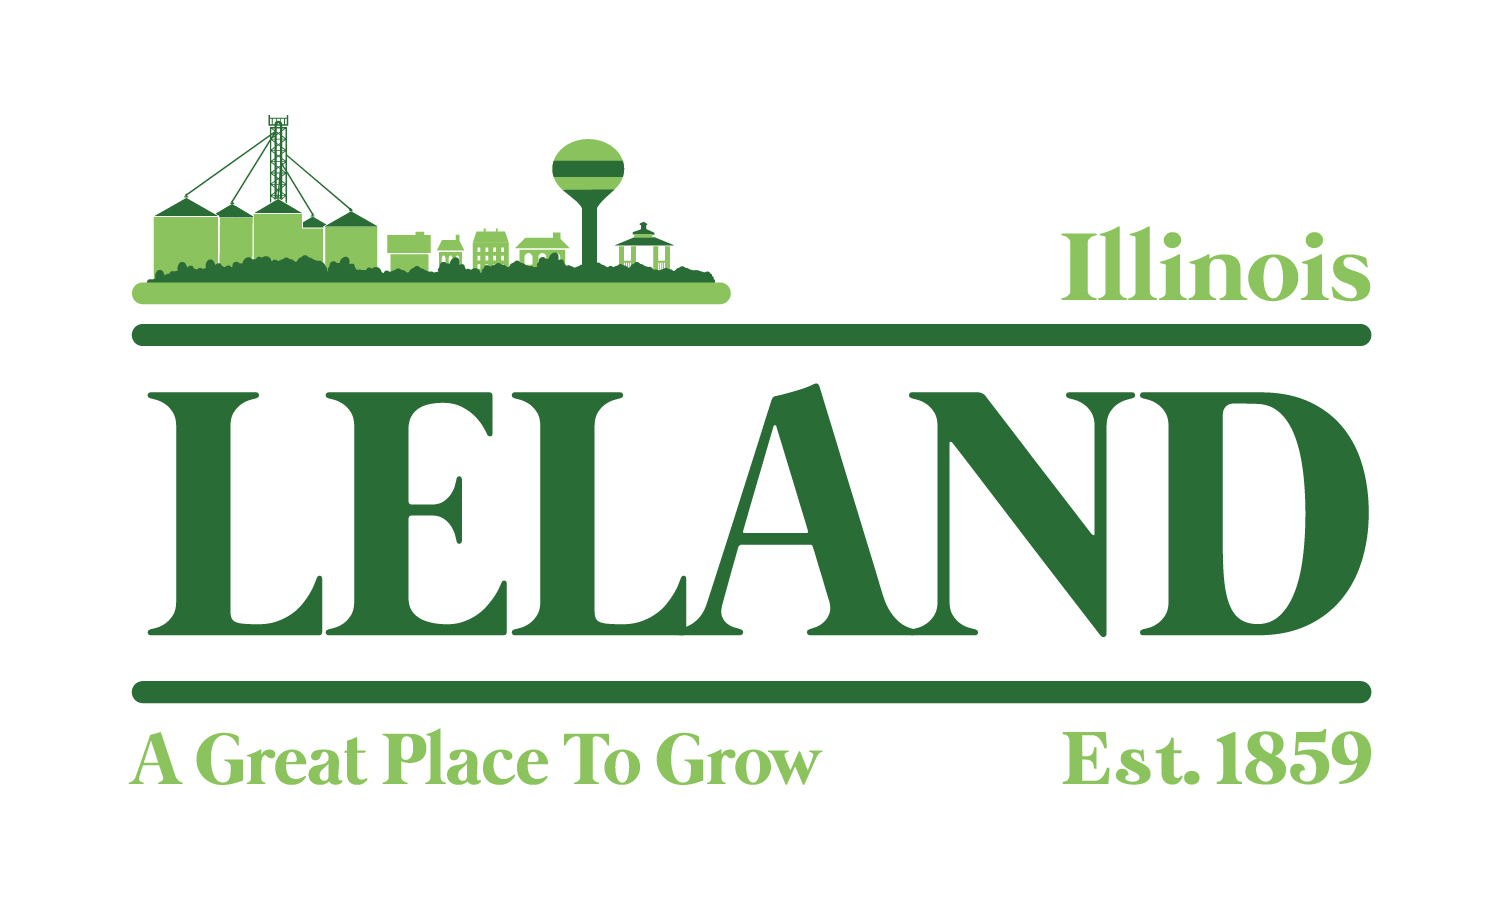 Illinois
LELAND
A Great Place To Grow
Est. 1859